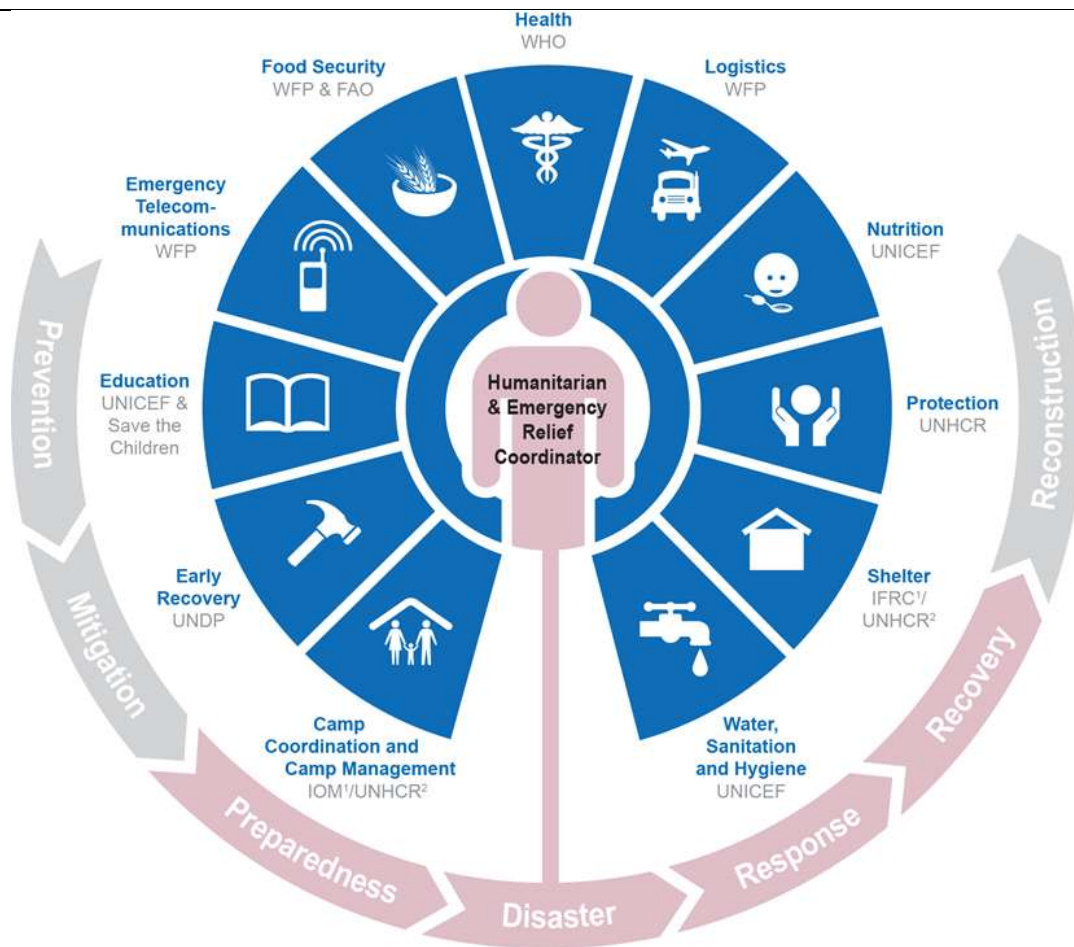 Health
WHO
Food Security
WFP & FAO
Logistics
WFP
Emergency
Telecom-
munications
WFP
Nutrition
UNICEF
Education
UNICEF &
Save the
Children
Humanitarian
& Emergency
Relief
Coordinator
Protection
UNHCR
Early
Recovery
UNDP
Shelter
IFRC¹/
UNHCR²
Camp
Coordination and
Camp Management
IOM¹/UNHCR²
Water,
Sanitation
and Hygiene
UNICEF
Prevention
Mitigation
Preparedness
Disaster
Response
Recovery
Reconstruction